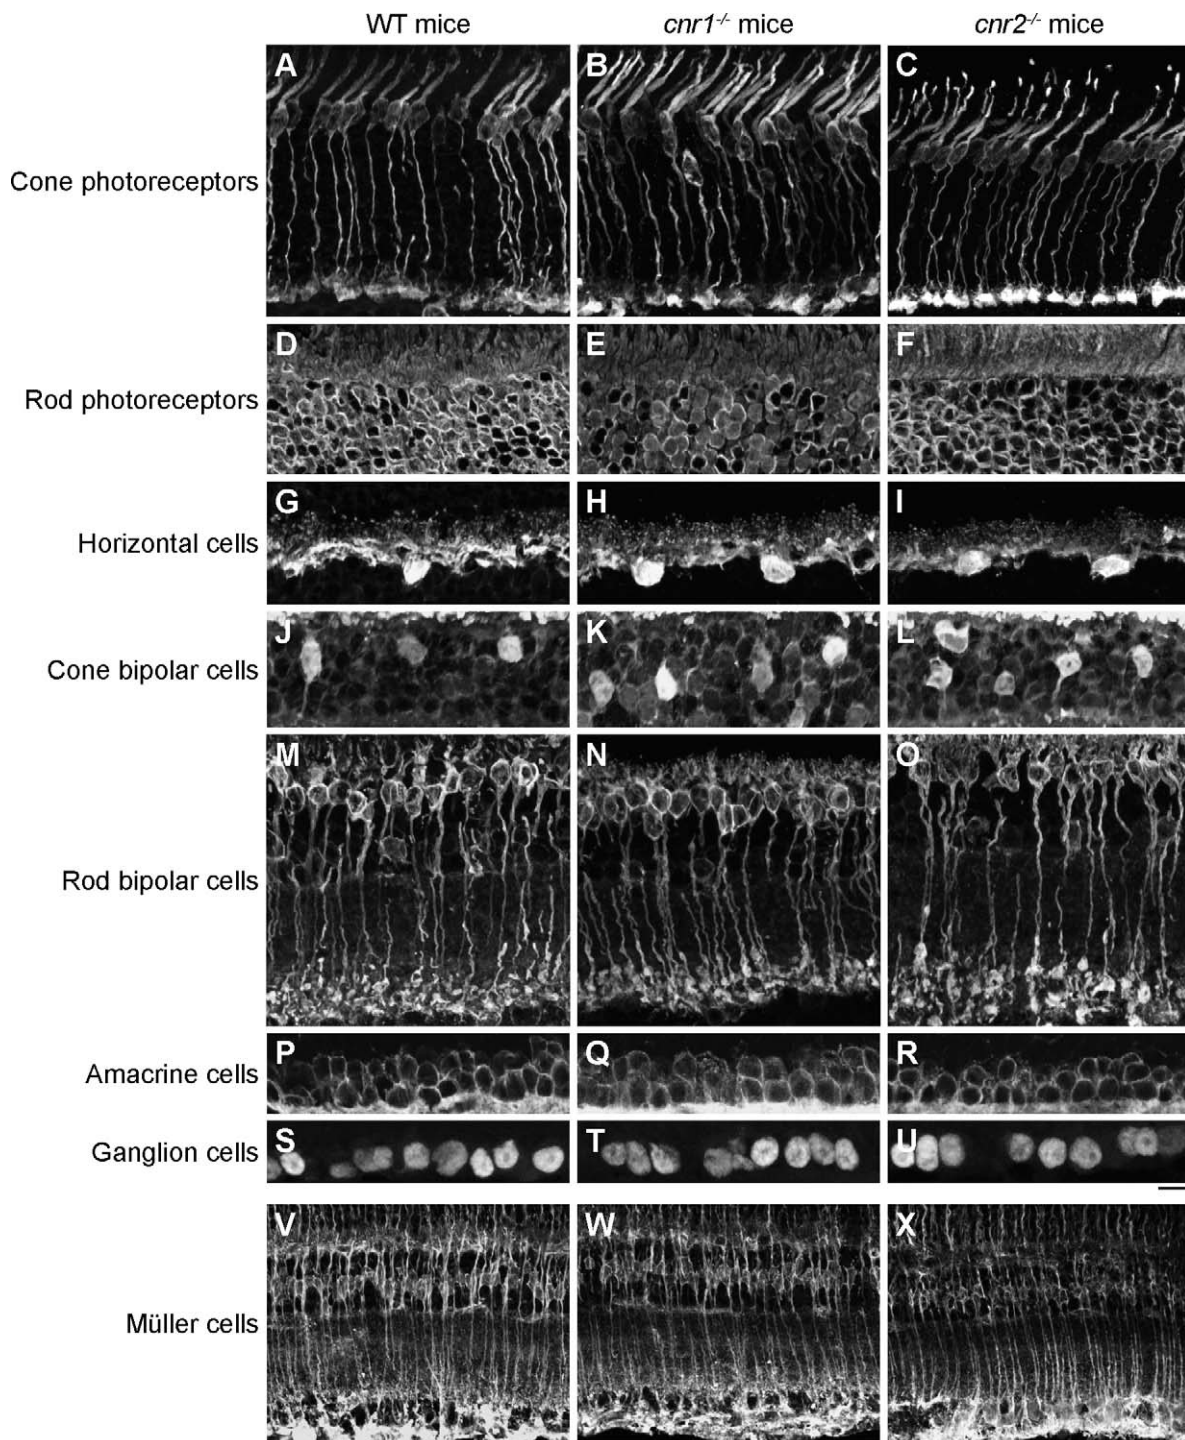 WT mice cnr1-/- mice cnr2-/- mice
A B C
Cone photoreceptors
D E F
Rod photoreceptors
G H I
Horizontal cells
J K L
Cone bipolar cells
M N O
Rod bipolar cells
P Q R
Amacrine cells
S T U
Ganglion cells
V W X
Müller cells